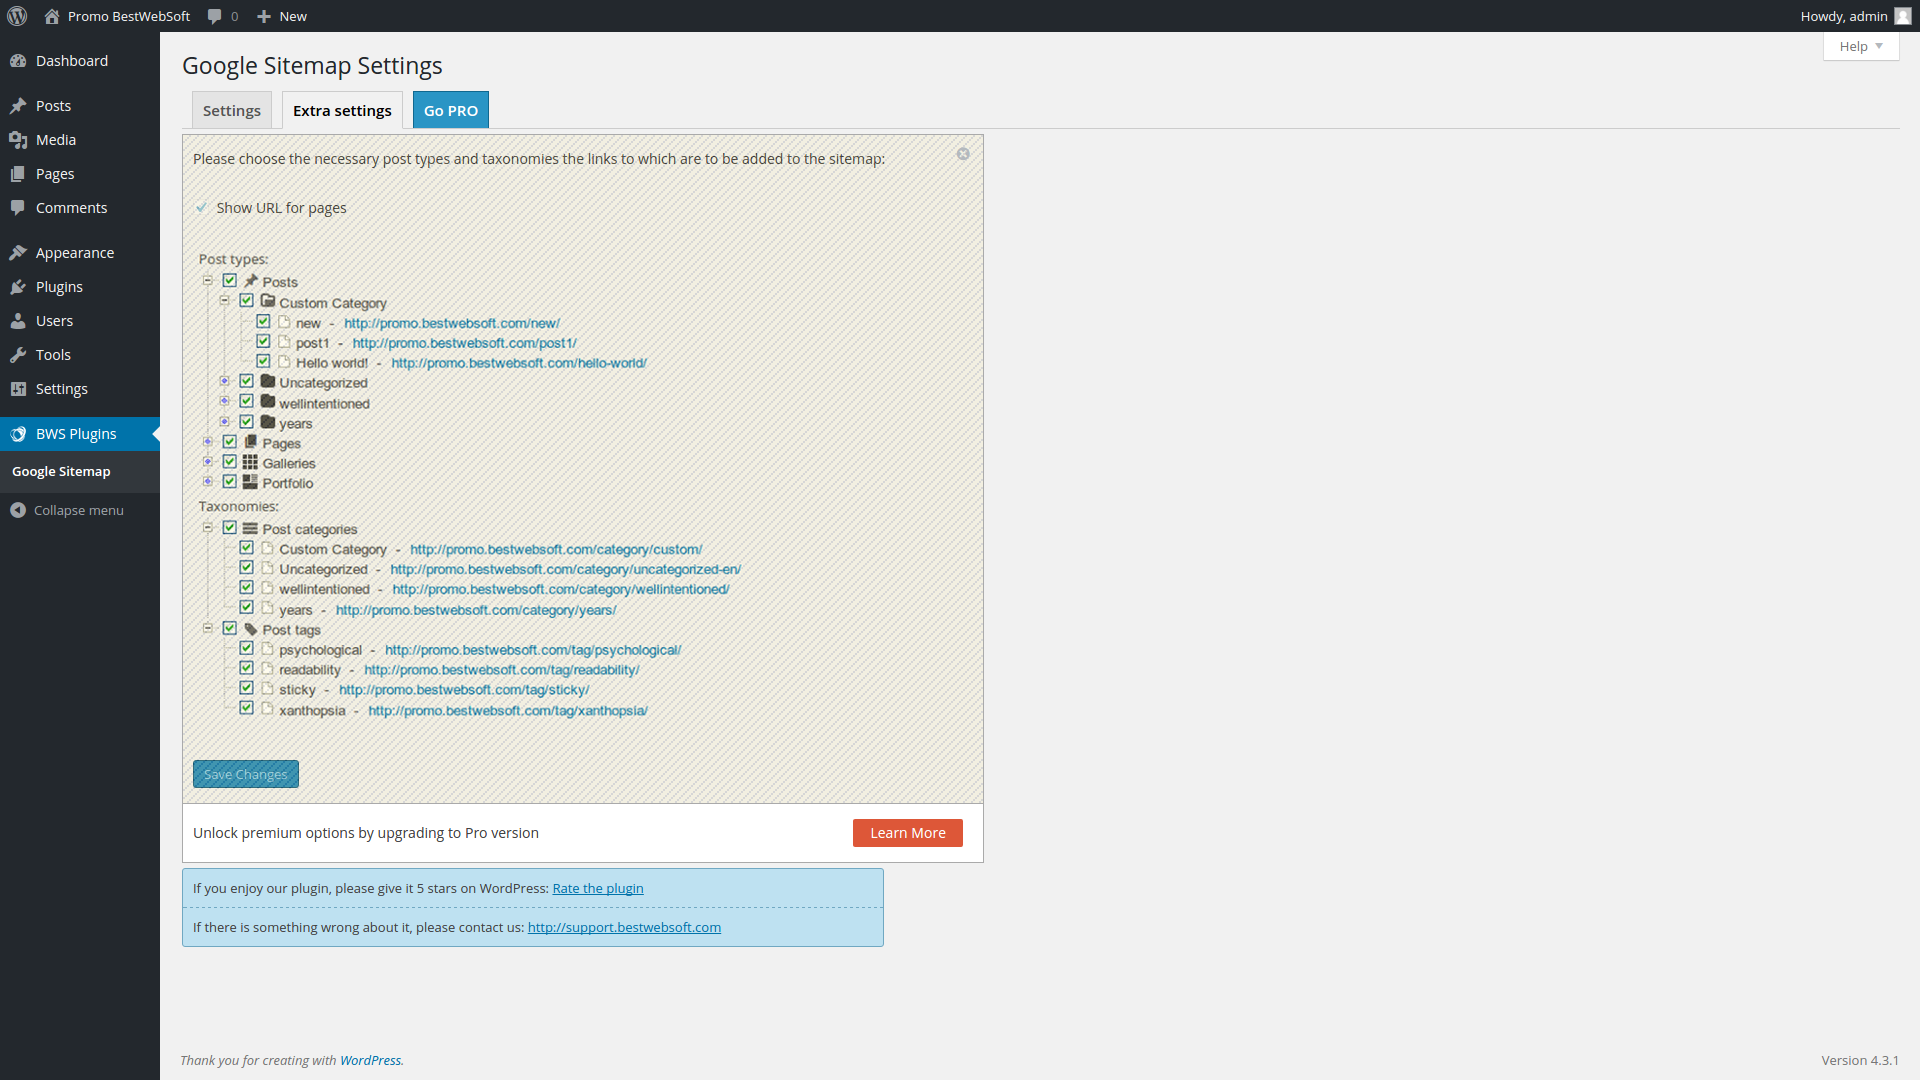 Promo BestWebSoft 0 New Howdy, admin
Help
Dashboard
Posts
Media
Pages
Comments
Appearance
Plugins
Users
Tools
Settings
BWS Plugins
Google Sitemap
Collapse menu
Google Sitemap Settings
Settings Extra settings Go PRO
Please choose the necessary post types and taxonomies the links to which are to be added to the sitemap:
Show URL for pages
Post types:
Posts
Custom Category
new - http://promo.bestwebsoft.com/new/
post1 - http://promo.bestwebsoft.com/post1/
Hello world! - http://promo.bestwebsoft.com/hello-world/
Uncategorized
wellintentioned
years
Pages
Galleries
Portfolio
Taxonomies:
Post categories
Custom Category - http://promo.bestwebsoft.com/category/custom/
Uncategorized - http://promo.bestwebsoft.com/category/uncategorized-en/
wellintentioned - http://promo.bestwebsoft.com/category/wellintentioned/
years - http://promo.bestwebsoft.com/category/years/
Post tags
psychological - http://promo.bestwebsoft.com/tag/psychological/
readability - http://promo.bestwebsoft.com/tag/readability/
sticky - http://promo.bestwebsoft.com/tag/sticky/
xanthopsia - http://promo.bestwebsoft.com/tag/xanthopsia/
Save Changes
Unlock premium options by upgrading to Pro version Learn More
If you enjoy our plugin, please give it 5 stars on WordPress: Rate the plugin
If there is something wrong about it, please contact us: http://support.bestwebsoft.com
Thank you for creating with WordPress. Version 4.3.1